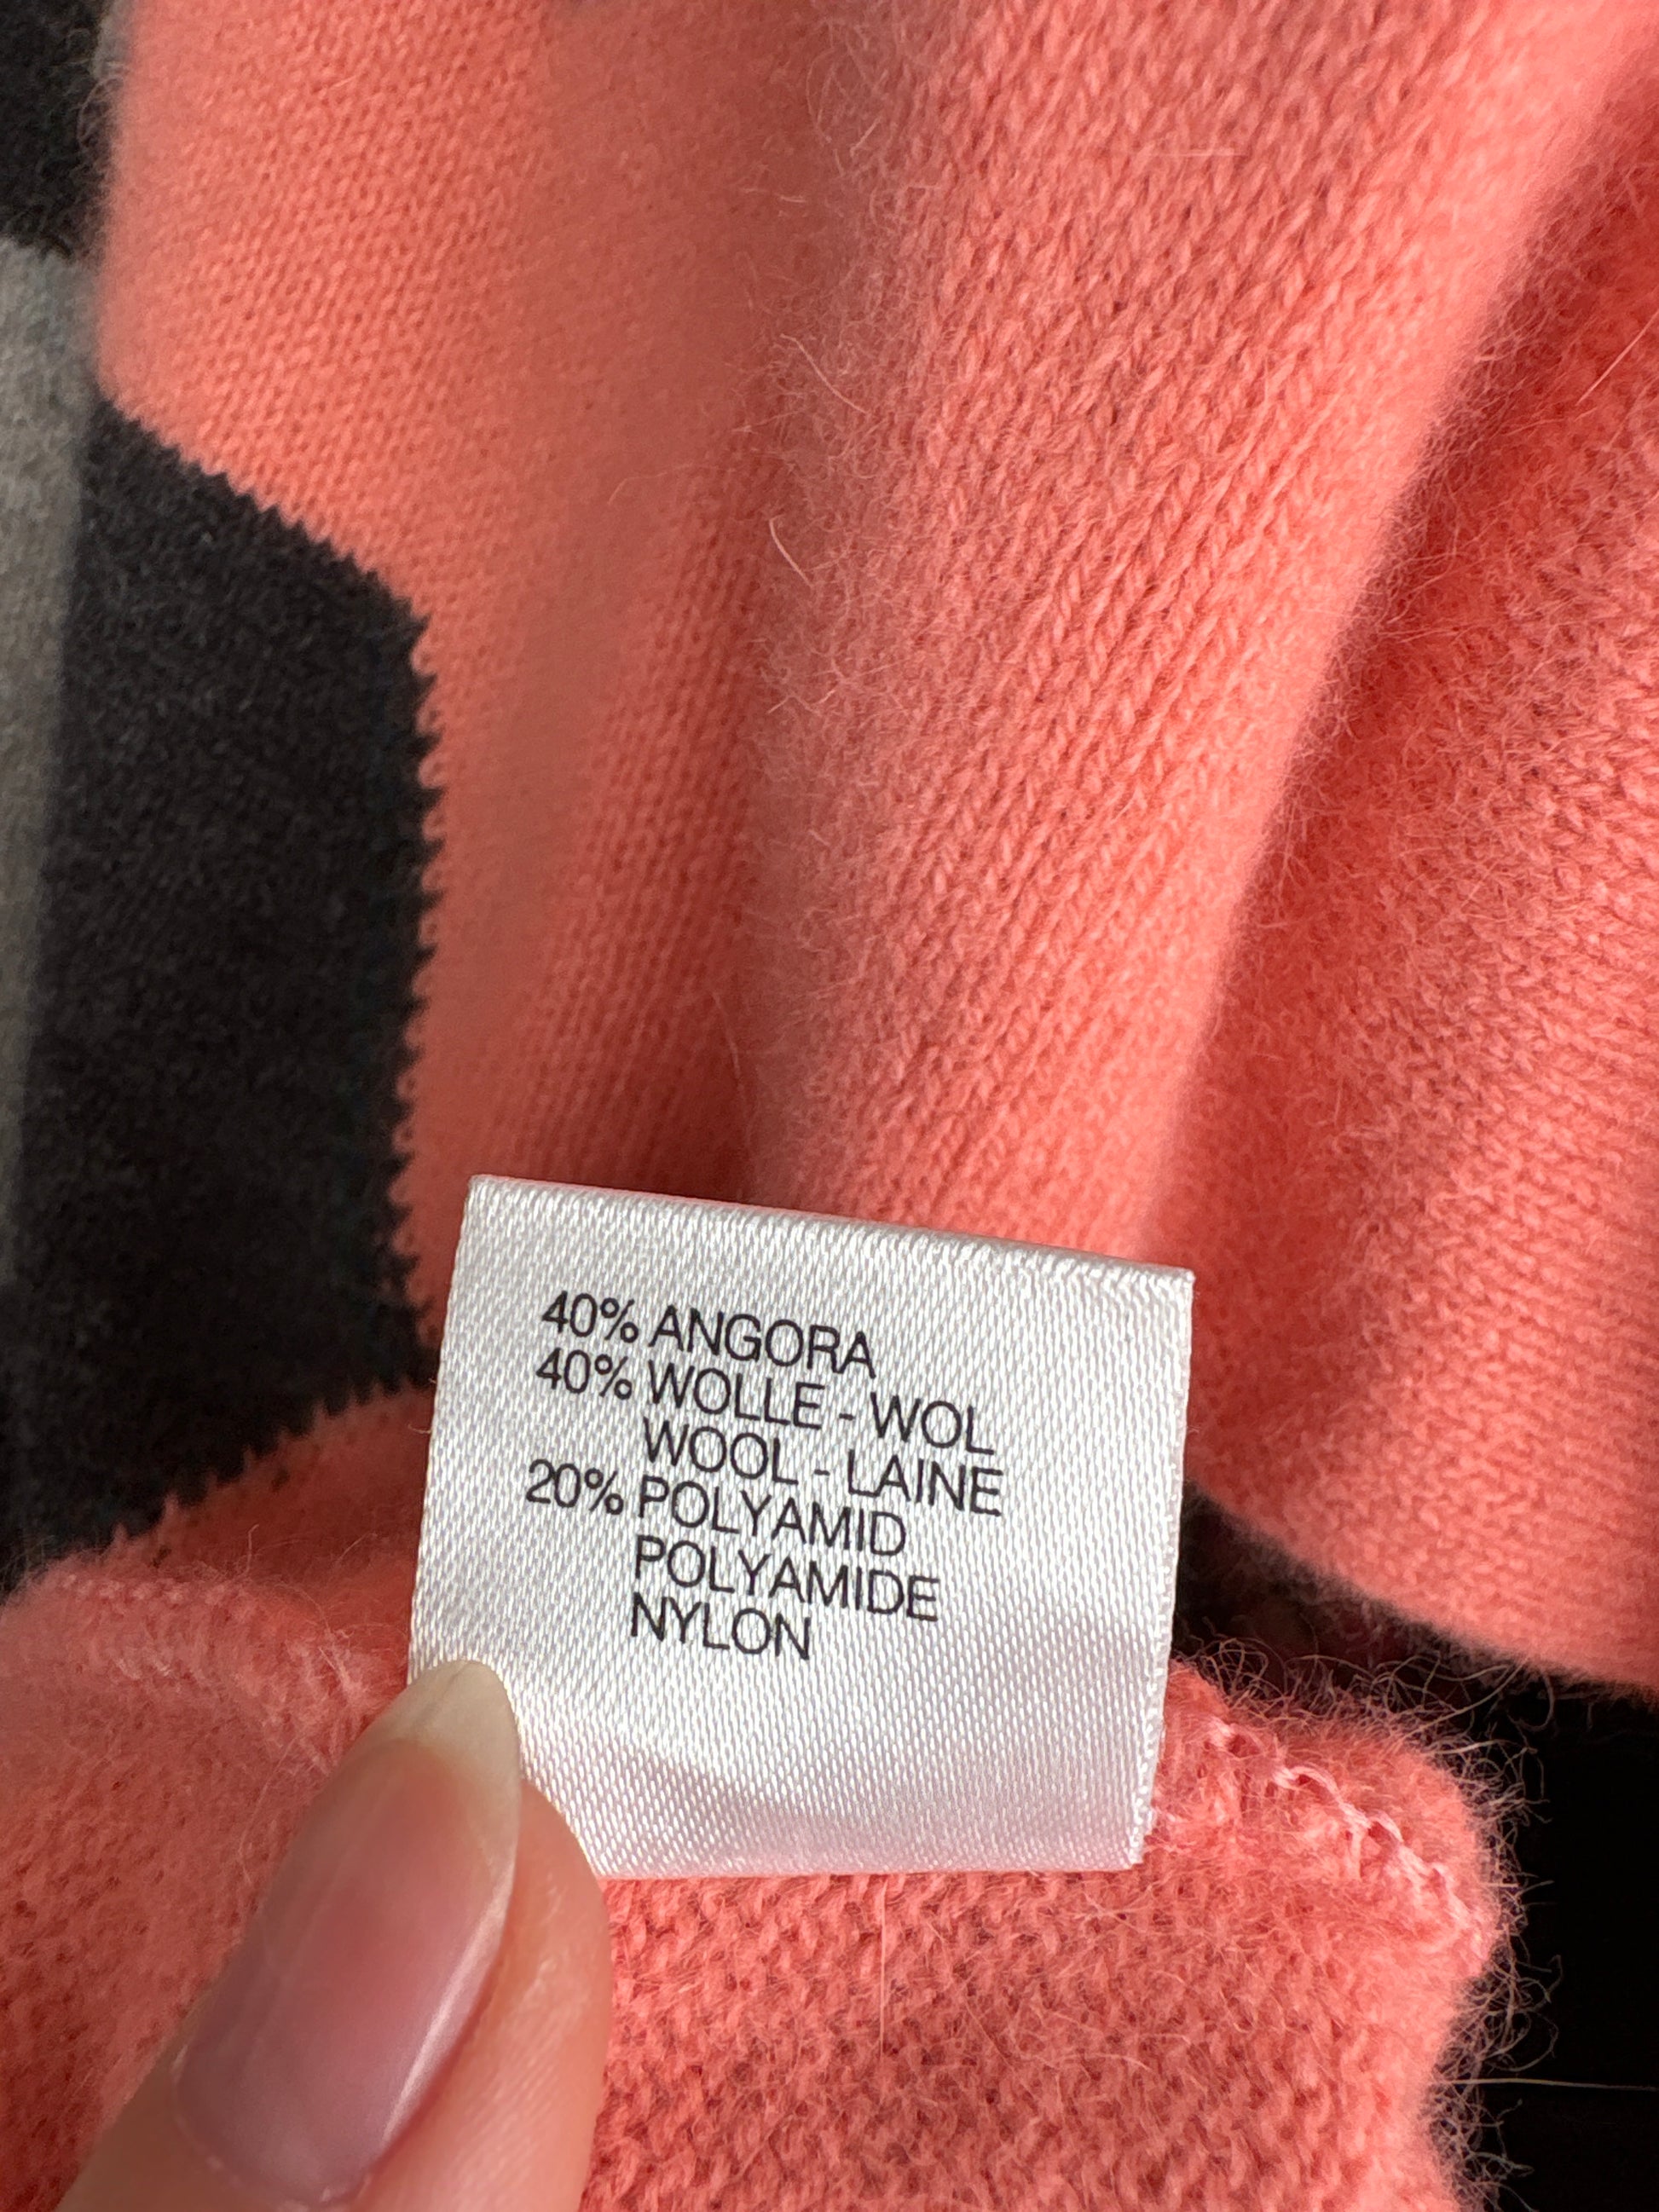 40% ANGORA
40% WOLLE - WOL
WOOL - LAINE
20% POLYAMID
POLYAMIDE
NYLON